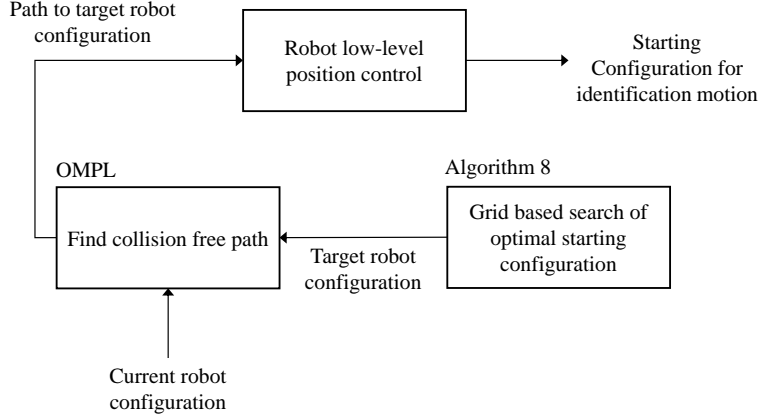 Path to target robot
configuration
Robot low-level
position control
Starting
Configuration for
identification motion
OMPL
Find collision free path
Algorithm 8
Grid based search of
optimal starting
configuration
Target robot
configuration
Current robot
configuration